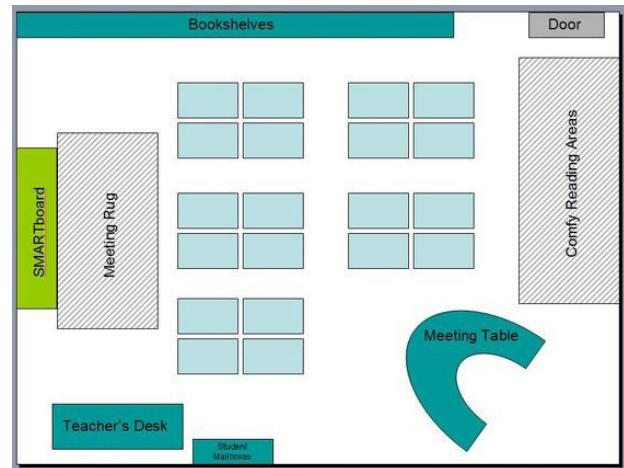 Bookshelves
Door
SMARTboard
Meeting Rug
Comfy Reading Areas
Meeting Table
Teacher's Desk
Student
Mailboxes